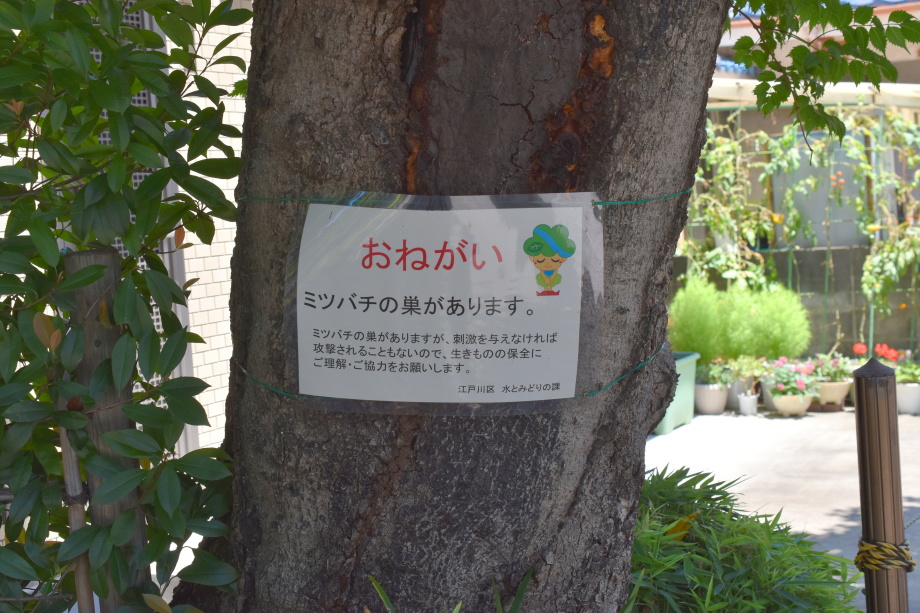 おねがい
ミツバチの巣があります。
ミツバチの巣がありますが、刺激を与えなければ
攻撃されることもないので、生きものの保全に
ご理解・ご協力をお願いします。
江戸川区 水とみどりの課